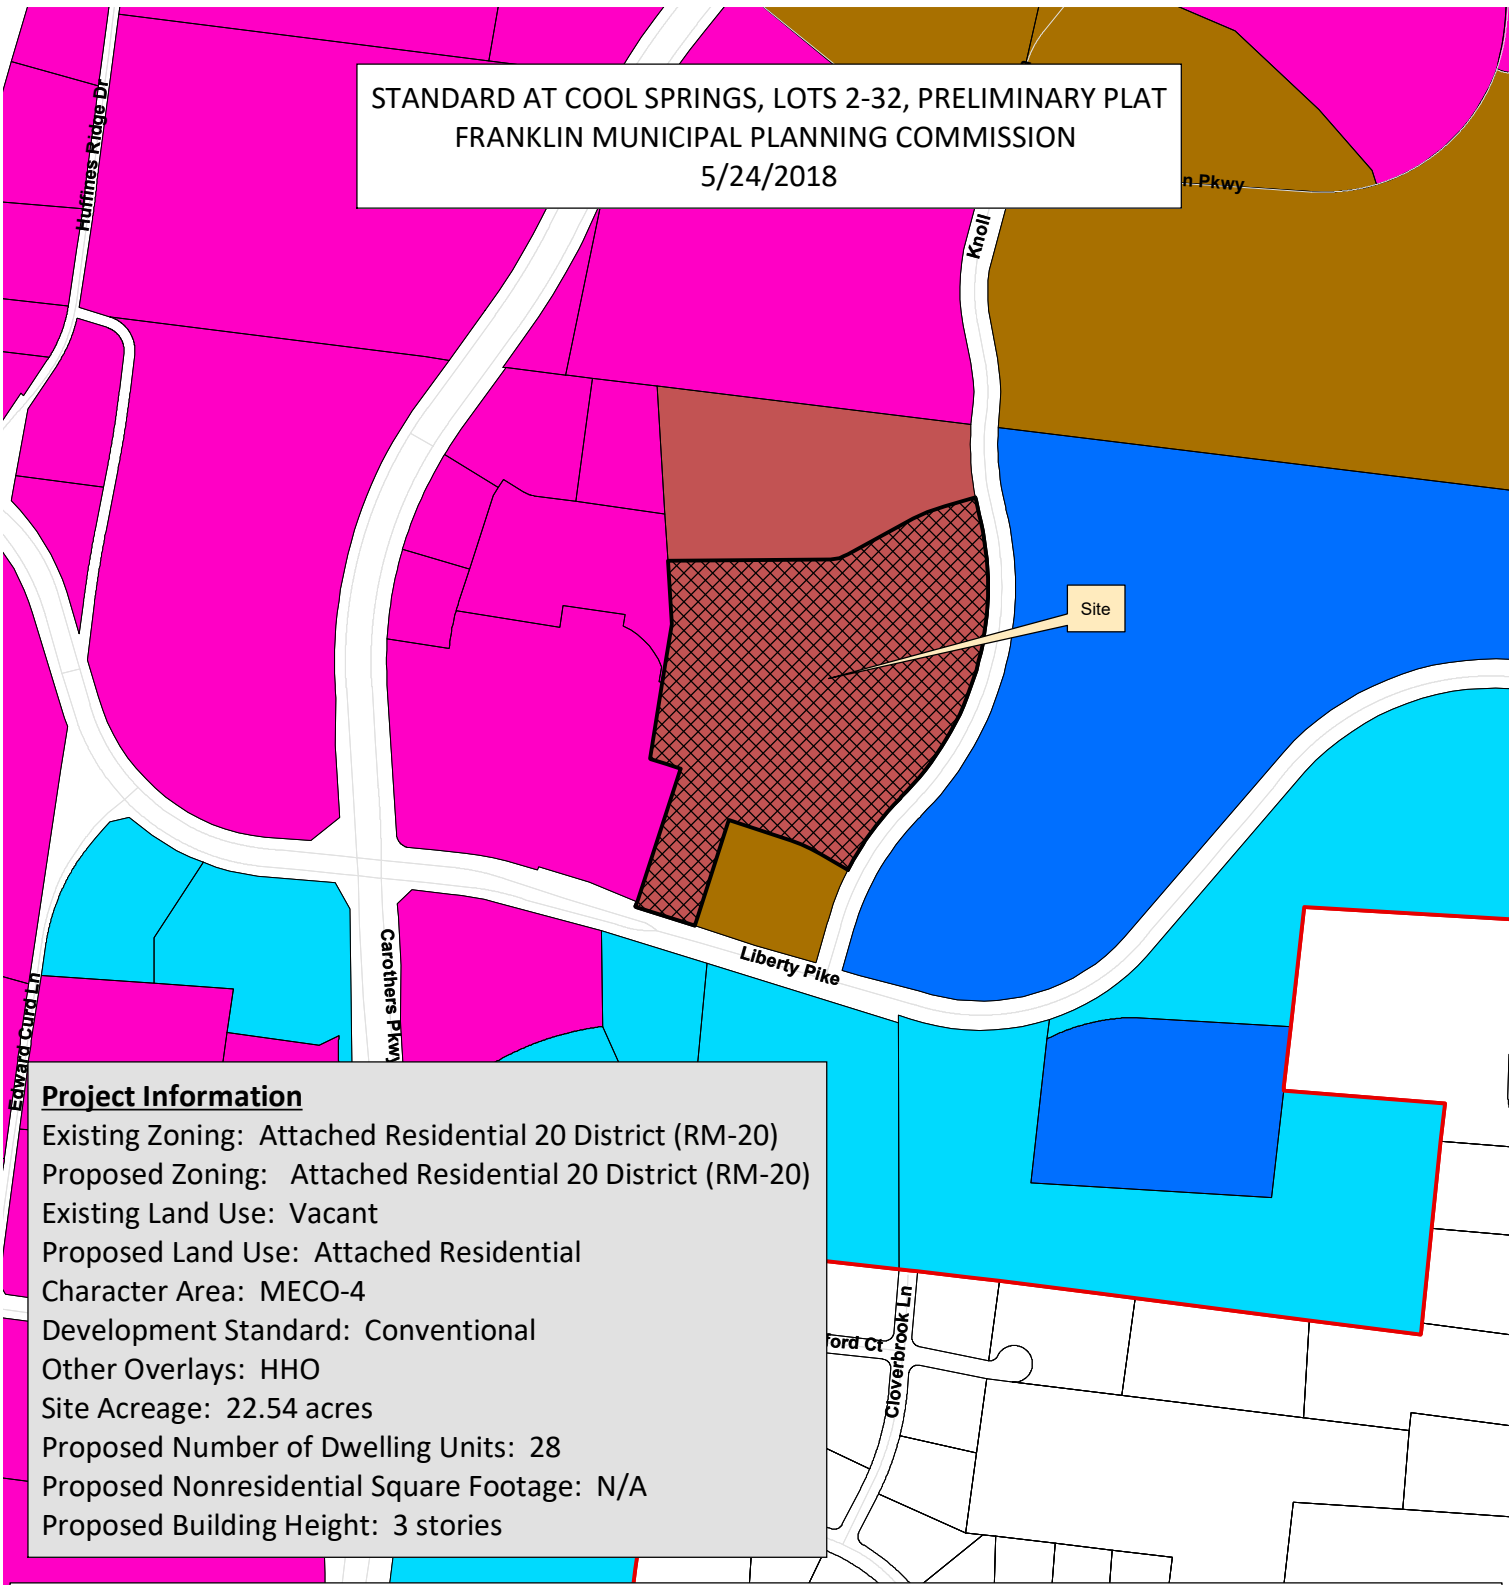 STANDARD AT COOL SPRINGS, LOTS 2-32, PRELIMINARY PLAT
FRANKLIN MUNICIPAL PLANNING COMMISSION
5/24/2018
Huffines Ridge Dr
n Pkwy
Knoll
Site
Liberty Pike
Carothers Pkwy
Edward Curd Ln
Project Information
Existing Zoning: Attached Residential 20 District (RM-20)
Proposed Zoning: Attached Residential 20 District (RM-20)
Existing Land Use: Vacant
Proposed Land Use: Attached Residential
Character Area: MECO-4
Development Standard: Conventional
Other Overlays: HHO
Site Acreage: 22.54 acres
Proposed Number of Dwelling Units: 28
Proposed Nonresidential Square Footage: N/A
Proposed Building Height: 3 stories
ford Ct
Cloverbrook Ln